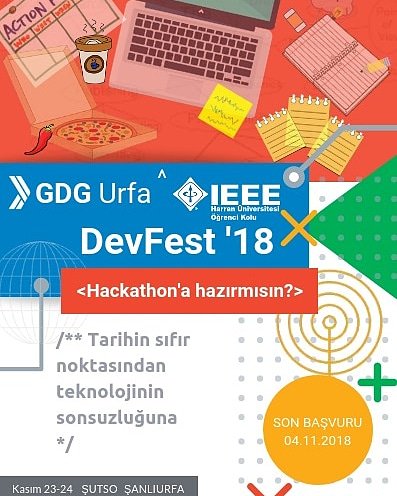 ACTION
GDG Urfa ^ IEEE
Harran Üniversitesi
Öğrenci Kolu
DevFest '18
<Hackathon'a hazırmısın?>
/** Tarihin sıfır
noktasından
teknolojinin
sonsuzluğuna
*/
SON BAŞVURU
04.11.2018
Kasım 23-24 ŞUTSO ŞANLIURFA